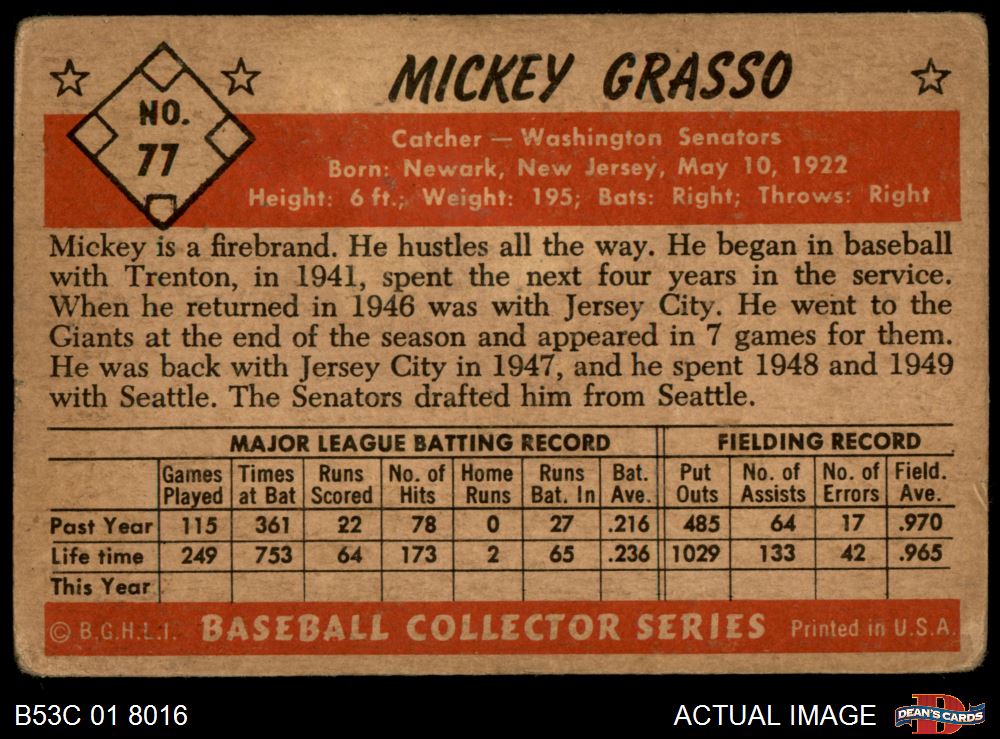 MICKEY GRASSO
NO.
77
Catcher — Washington Senators
Born: Newark, New Jersey, May 10, 1922
Height: 6 ft.; Weight: 195; Bats: Right; Throws: Right
Mickey is a firebrand. He hustles all the way. He began in baseball
with Trenton, in 1941, spent the next four years in the service.
When he returned in 1946 was with Jersey City. He went to the
Giants at the end of the season and appeared in 7 games for them.
He was back with Jersey City in 1947, and he spent 1948 and 1949
with Seattle. The Senators drafted him from Seattle.
MAJOR LEAGUE BATTING RECORD FIELDING RECORD
Games Times Runs No. of Home Runs Bat. Put No. of No. of Field.
Played at Bat Scored Hits Runs Bat. In Ave. Outs Assists Errors Ave.
Past Year 115 361 22 78 0 27 .216 485 64 17 .970
Life time 249 753 64 173 2 65 .236 1029 133 42 .965
This Year
© B.G.H.L.I. BASEBALL COLLECTOR SERIES Printed in U.S.A.
B53C 01 8016 ACTUAL IMAGE DEAN'S CARDS